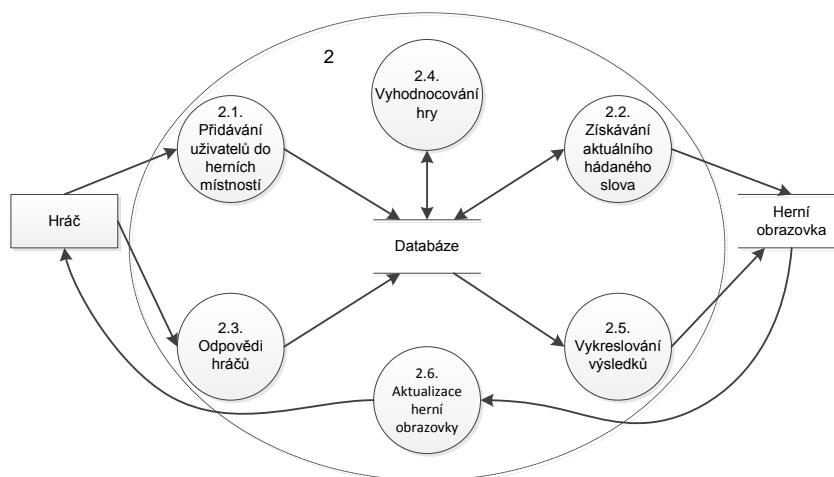 2
2.4.
Vyhodnocování
hry
2.1.
Přidávání
uživatelů do
herních
místností
2.2.
Získávání
aktuálního
hádaného
slova
Hráč
Databáze
Herní
obrazovka
2.3.
Odpovědi
hráčů
2.5.
Vykreslování
výsledků
2.6.
Aktualizace
herní
obrazovky